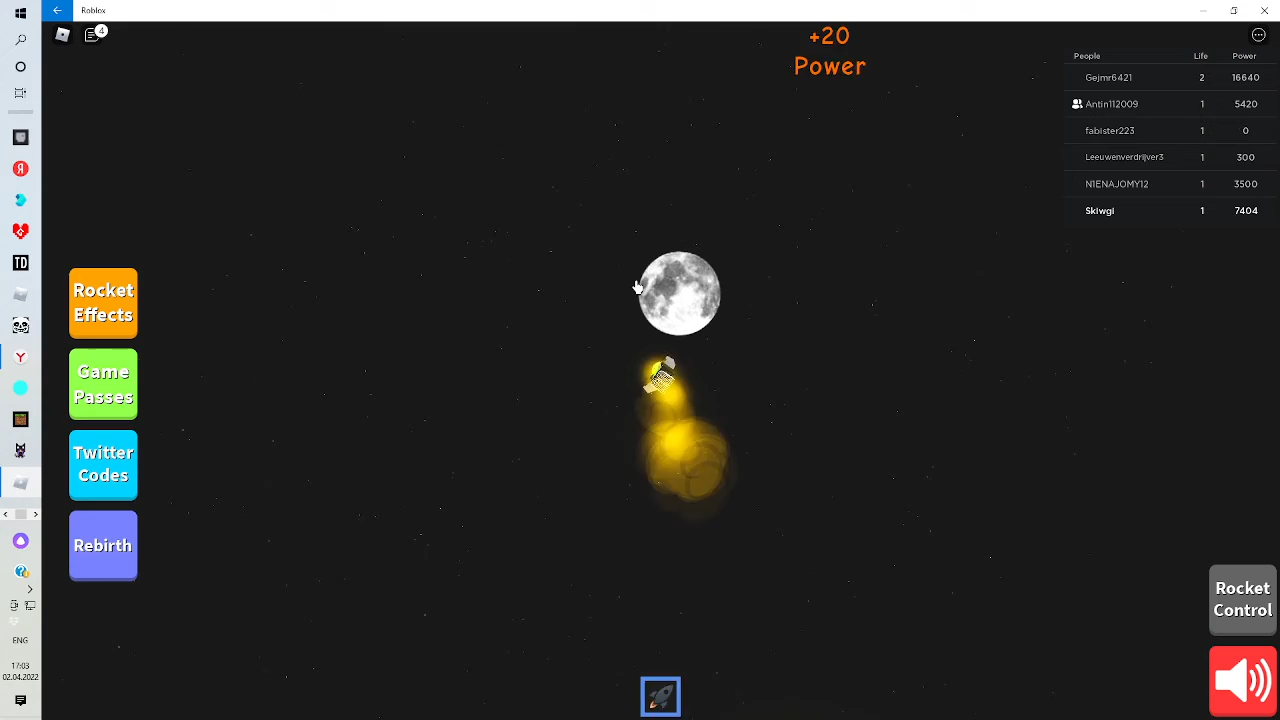 Roblox
4
+20
Power
People Life Power
Gejmr6421 2 16640
Antin112009 1 5420
fabister223 1 0
Leeuwenverdrijver3 1 300
N1ENAJOMY12 1 3500
Skiwgi 1 7404
TD
Я
Y
Rocket
Effects
Game
Passes
Twitter
Codes
Rebirth
Rocket
Control
ENG
17:03
02.04.2022